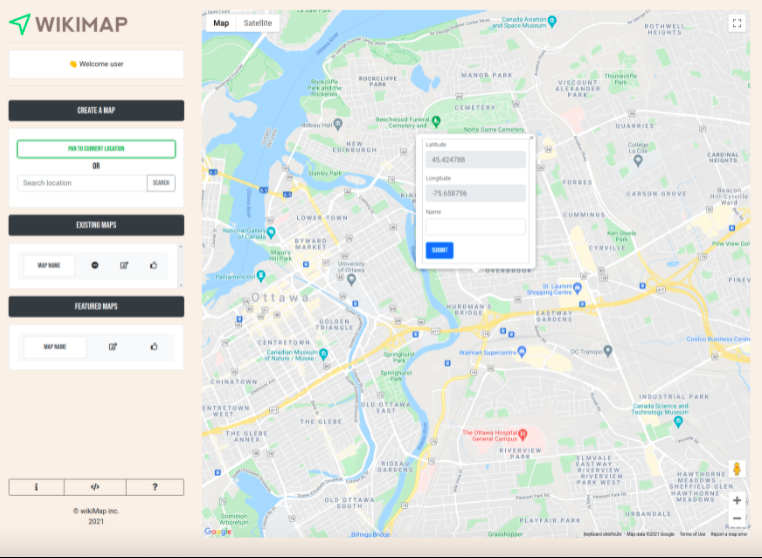 WIKIMAP
👋 Welcome user
CREATE A MAP
PAN TO CURRENT LOCATION
OR
Search location
SEARCH
EXISTING MAPS
MAP NAME
FEATURED MAPS
MAP NAME
i
</>
?
© wikiMap inc.
2021
Map
Satellite
Canada Aviation
and Space Museum
ROTHWELL
HEIGHTS
Rockcliffe
Park and the
Rockeries
ROCKCLIFFE
PARK
MANOR PARK
Thorncliffe
Park
VISCOUNT
ALEXANDER
PARK
CEMETERY
Beechwood Funeral,
Cemetery and
Rideau Hall
Notre Dame Cemetery
QUARRIES
NEW
EDINBURGH
Collège
La Cité
CARDINAL
HEIGHTS
Stanley Park
Latitude
45.424788
Longitude
-75.658756
Name
SUBMIT
FORBES
CARSON GROVE
Beacon
Hill-Cyrville
Ward
LOWER TOWN
CUMMINGS
National Gallery
of Canada
BYWARD
MARKET
Ken Steele
Park
CYRVILLE
Pine View Gol
Major's
Hill Park
University
of Ottawa
Parliament Hill
OVERBROOK
St. Laurent
Shopping Centre
PINEV
Ottawa
HURDMAN'S
BRIDGE
EASTWAY
GARDENS
GOLDEN
TRIANGLE
CENTRETOWN
Canadian Museum
of Nature / Musée
Springhurst
Park
Walmart Supercentre
OC Transpo
Costco Business Centr
Springhurst
Park
CHINATOWN
ENTRETOWN
WEST
OLD OTTAWA
EAST
INDUSTRIAL PARK
THE GLEBE
Canada Science and
Technology Museum
THE GLEBE
ANNEX
The Ottawa Hospital
General Campus
RIVERVIEW
PARK
RIDEAU
GARDENS
ELMVALE -
EASTWAY -
RIVERVIEW -
RIVERVIEW
PARK WEST
HAWTHORNE
MEADOWS -
SHEFFIELD GLEN
HAWTHORNE
MEADOWS
OLD OTTAWA
SOUTH
Dominion
Arboretum
URBANDALE
PLAYFAIR PARK
Google
Billings Bridge
Grasshopper
Keyboard shortcuts
Map data ©2021 Google
Terms of Use
Report a map error